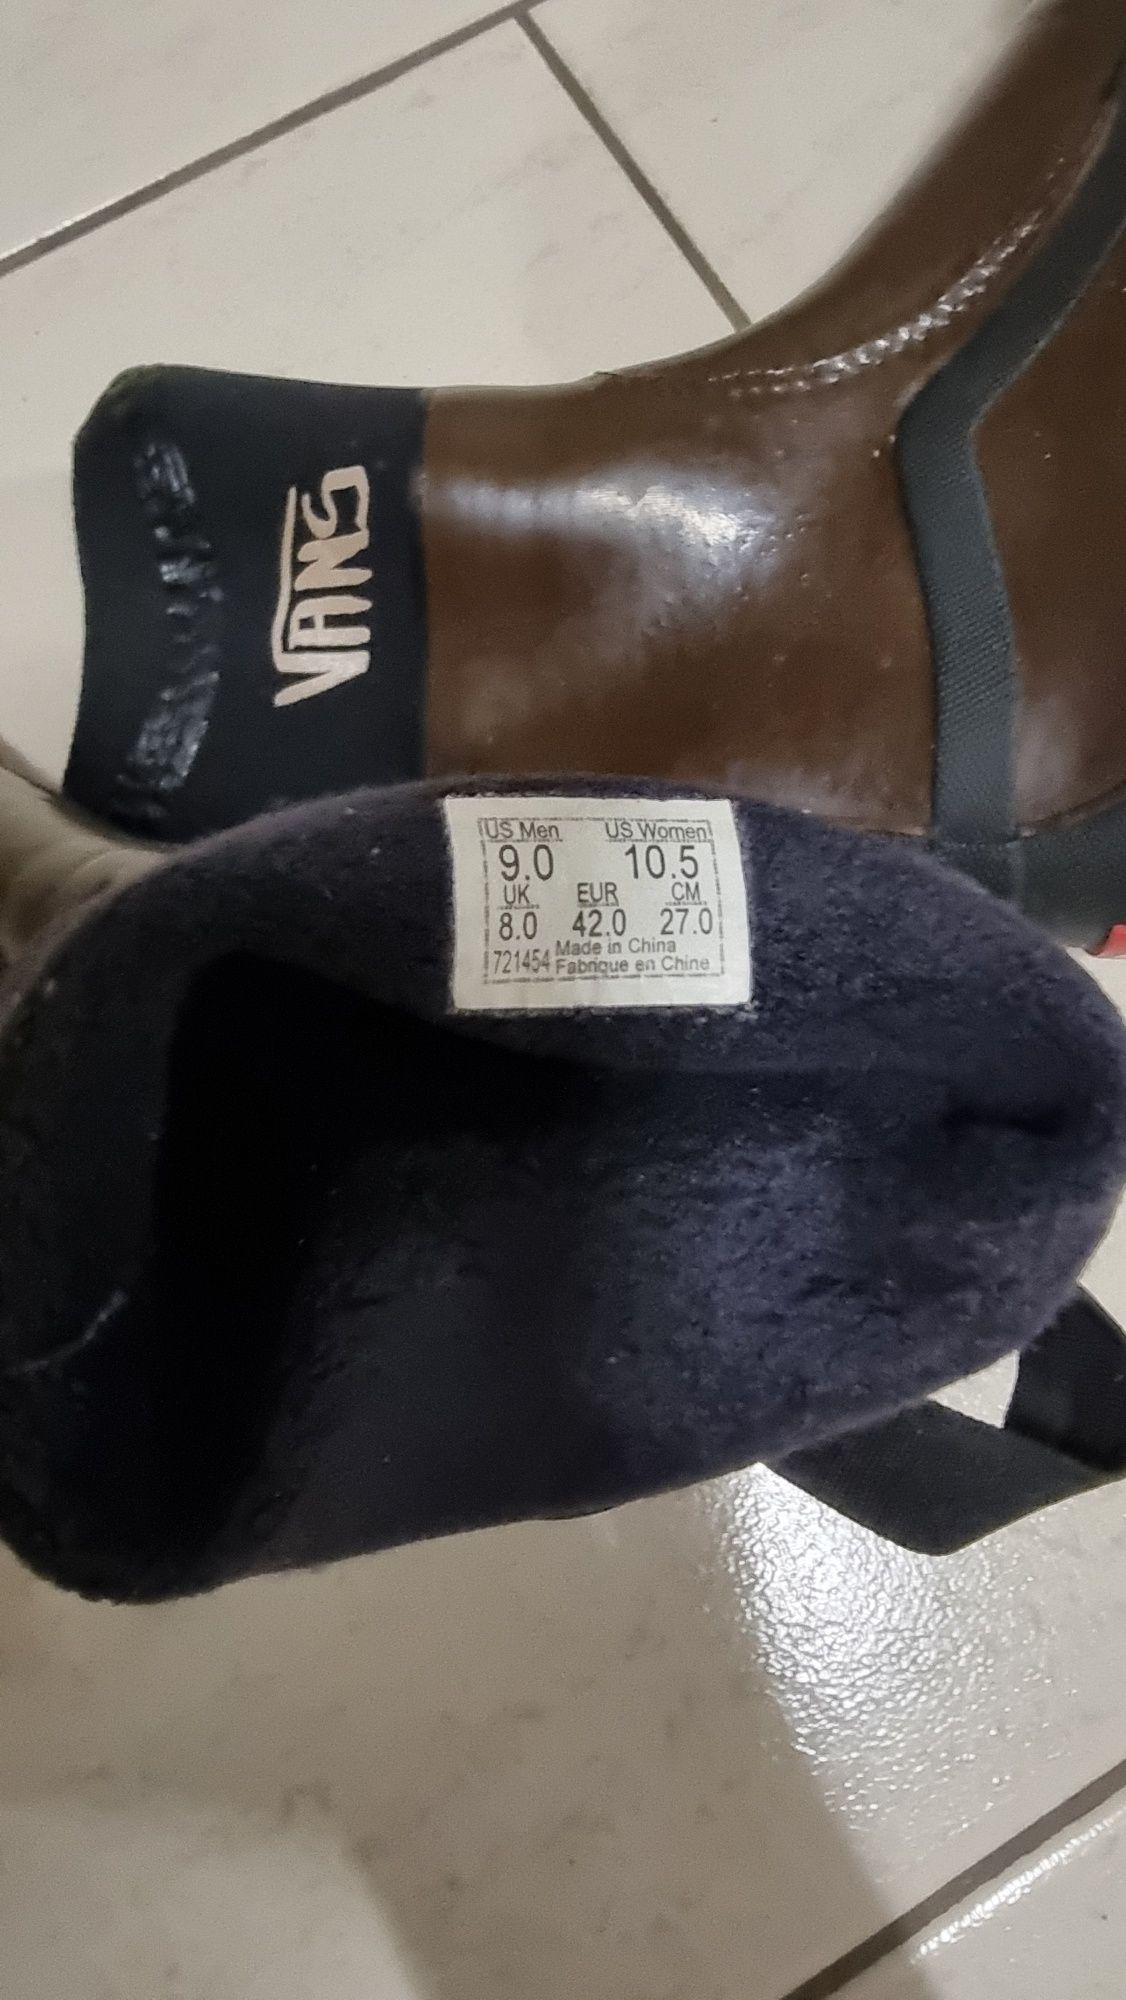 VANS
US Men US Women
9.0 10.5
UK EUR CM
8.0 42.0 27.0
721454 Made in China
Fabrique en Chine